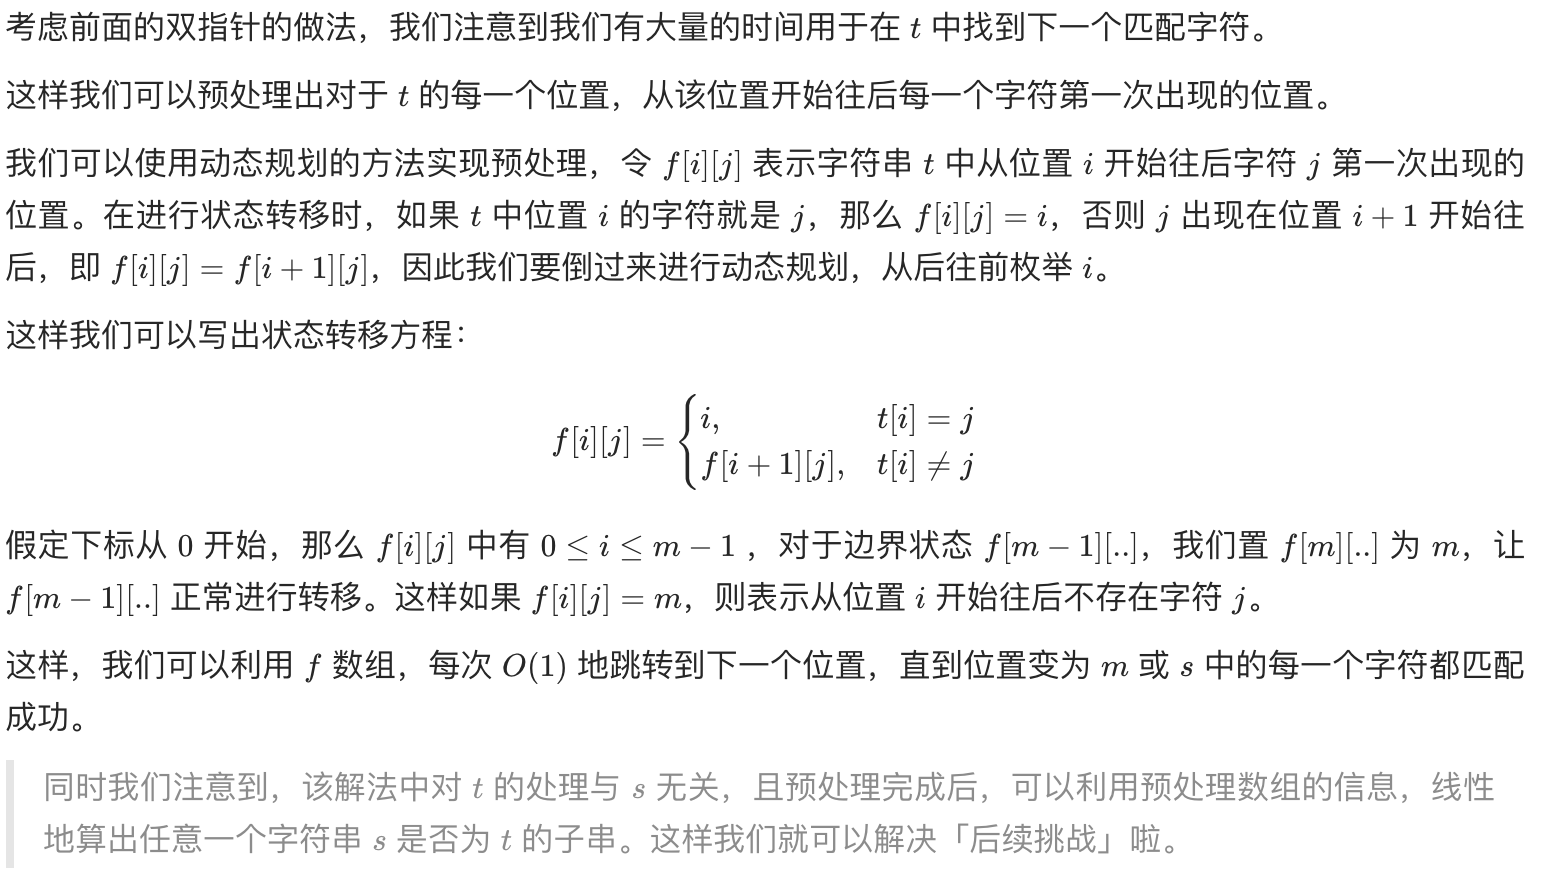 考虑前面的双指针的做法，我们注意到我们有大量的时间用于在 t 中找到下一个匹配字符。
这样我们可以预处理出对于 t 的每一个位置，从该位置开始往后每一个字符第一次出现的位置。
我们可以使用动态规划的方法实现预处理，令 f[i][j] 表示字符串 t 中从位置 i 开始往后字符 j 第一次出现的
位置。在进行状态转移时，如果 t 中位置 i 的字符就是 j，那么 f[i][j] = i，否则 j 出现在位置 i + 1 开始往
后，即 f[i][j] = f[i + 1][j]，因此我们要倒过来进行动态规划，从后往前枚举 i。
这样我们可以写出状态转移方程：
f[i][j] = { i, t[i] = j
f[i + 1][j], t[i] ≠ j
假定下标从 0 开始，那么 f[i][j] 中有 0 ≤ i ≤ m − 1 ，对于边界状态 f[m − 1][..]，我们置 f[m][..] 为 m，让
f[m − 1][..] 正常进行转移。这样如果 f[i][j] = m，则表示从位置 i 开始往后不存在字符 j。
这样，我们可以利用 f 数组，每次 O(1) 地跳转到下一个位置，直到位置变为 m 或 s 中的每一个字符都匹配
成功。
同时我们注意到，该解法中对 t 的处理与 s 无关，且预处理完成后，可以利用预处理数组的信息，线性
地算出任意一个字符串 s 是否为 t 的子串。这样我们就可以解决「后续挑战」啦。